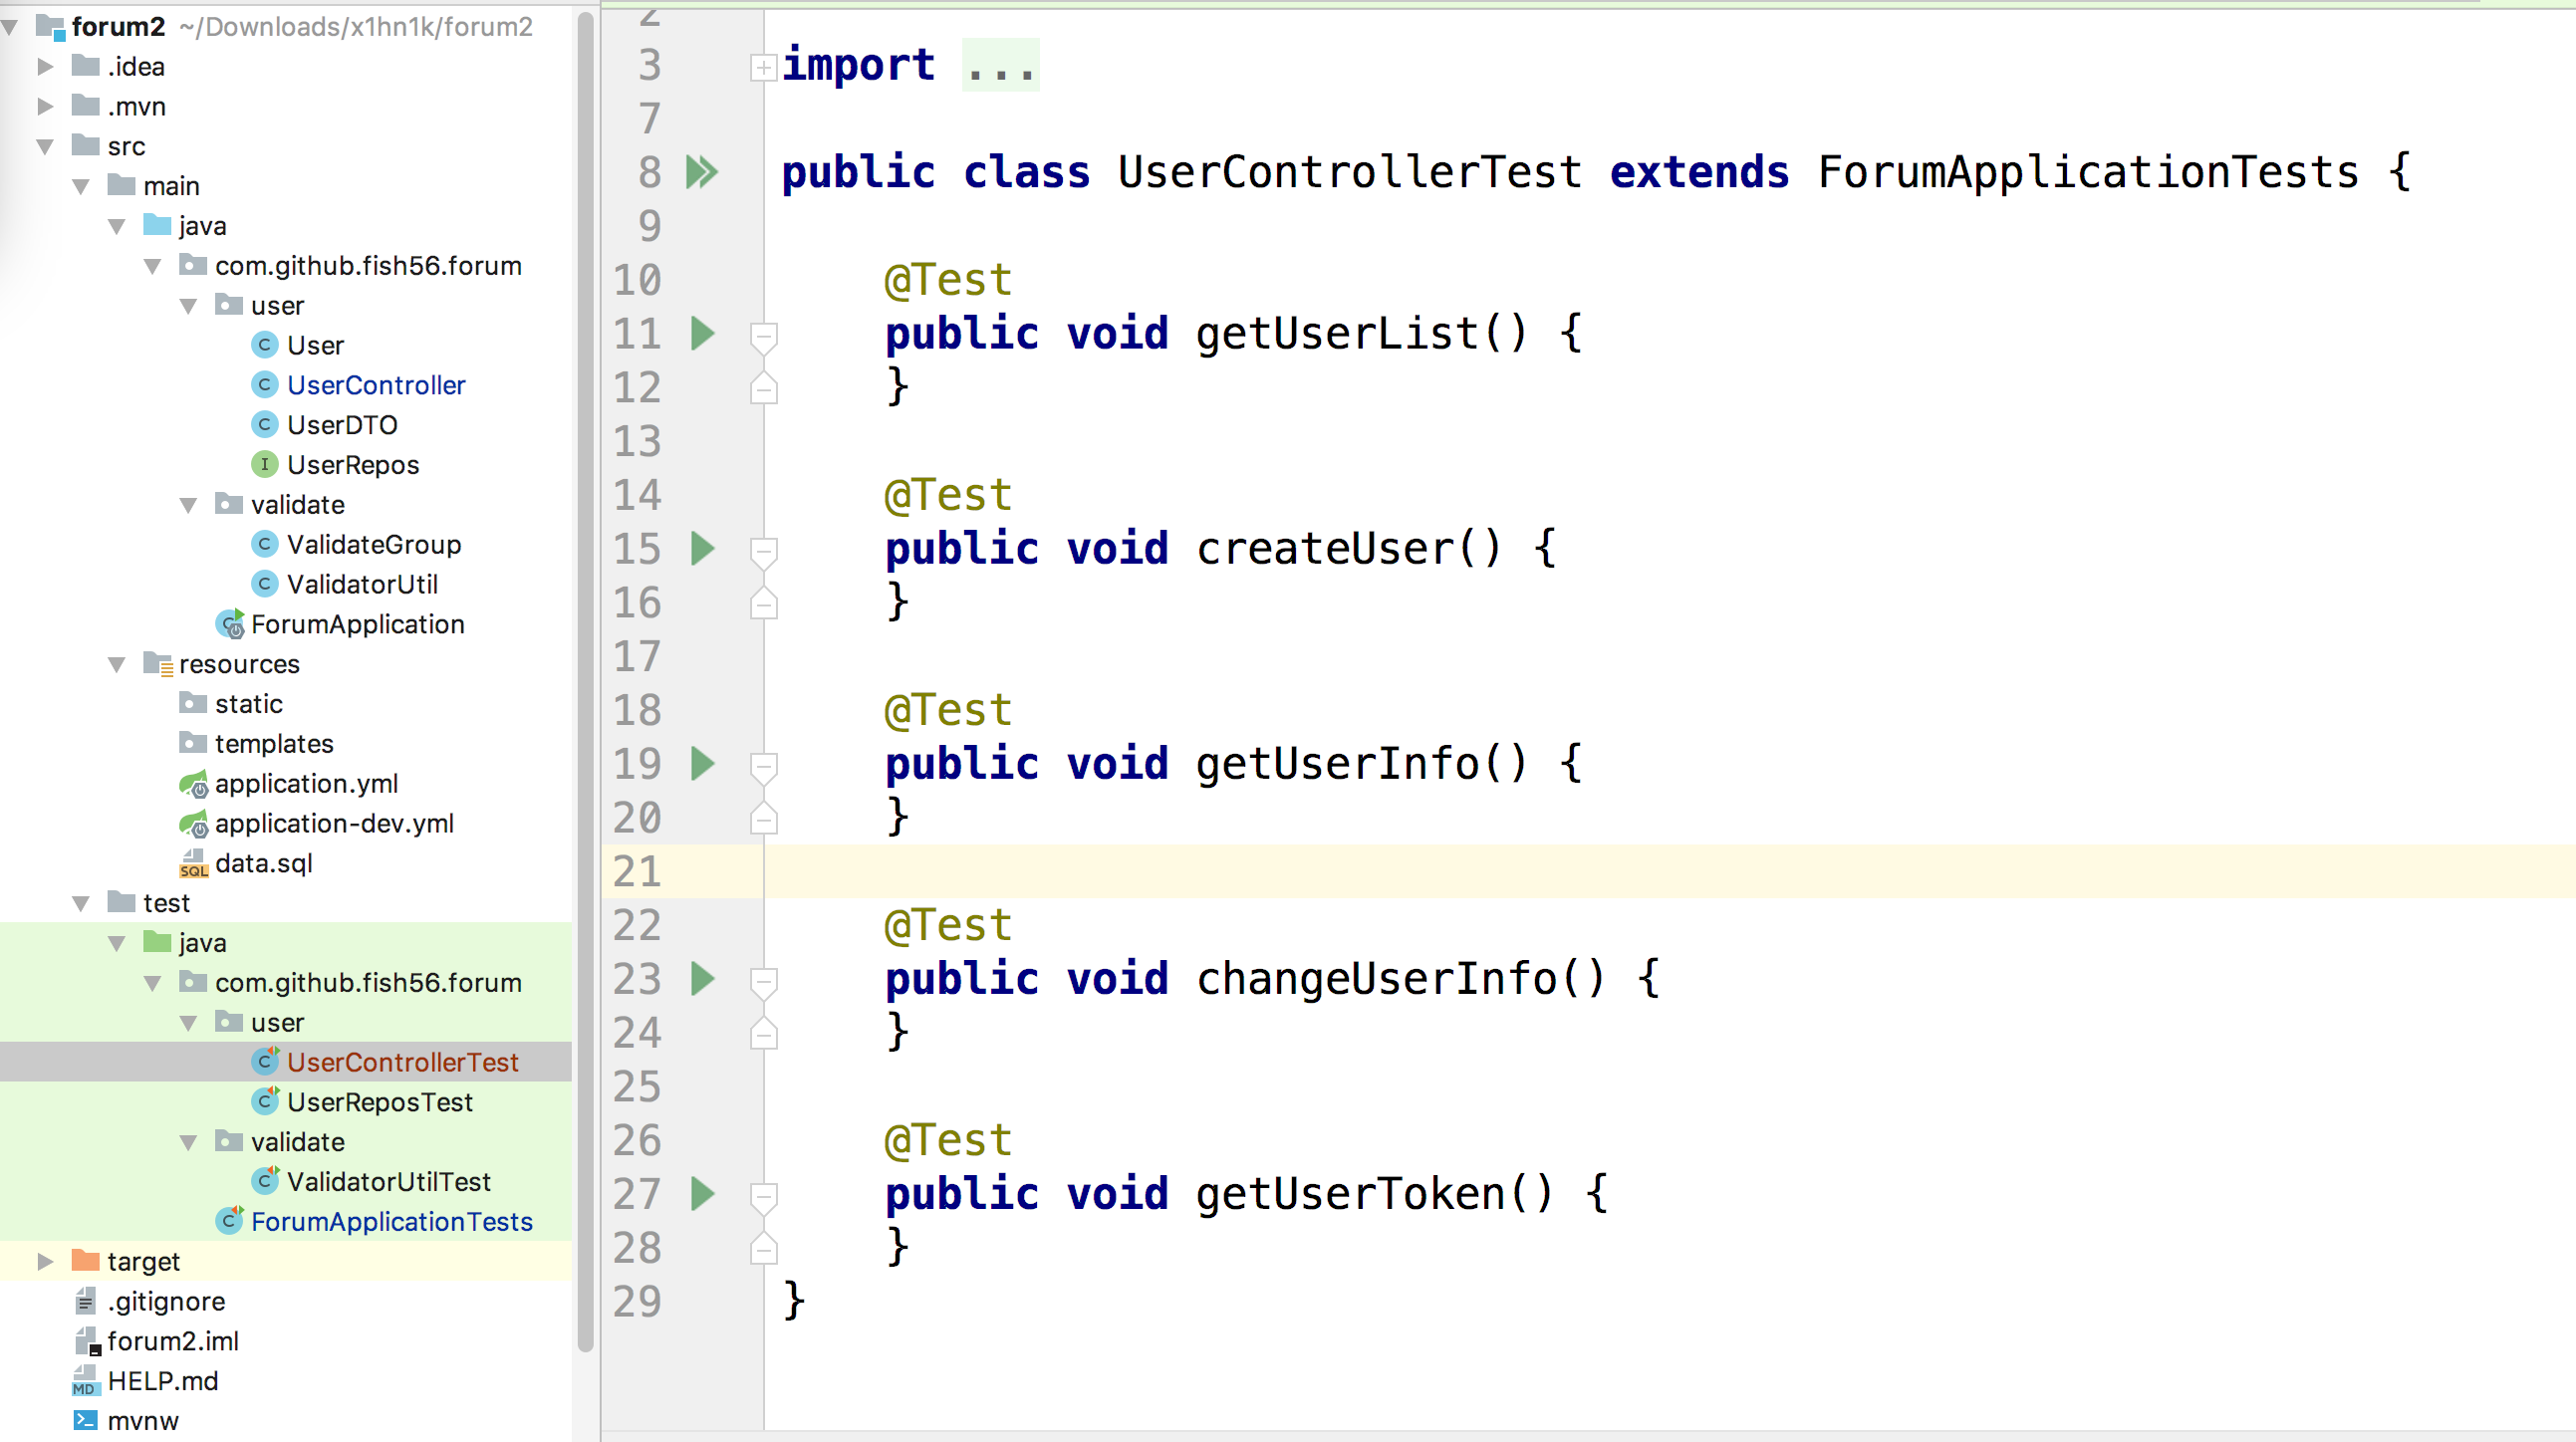 forum2 ~/Downloads/x1hn1k/forum2
.idea
.mvn
src
main
java
com.github.fish56.forum
user
User
UserController
UserDTO
UserRepos
validate
ValidateGroup
ValidatorUtil
ForumApplication
resources
static
templates
application.yml
application-dev.yml
data.sql
test
java
com.github.fish56.forum
user
UserControllerTest
UserReposTest
validate
ValidatorUtilTest
ForumApplicationTests
target
.gitignore
forum2.iml
HELP.md
mvnw
2
3 import ...
7
8 public class UserControllerTest extends ForumApplicationTests {
9
10 @Test
11 public void getUserList() {
12 }
13
14 @Test
15 public void createUser() {
16 }
17
18 @Test
19 public void getUserInfo() {
20 }
21
22 @Test
23 public void changeUserInfo() {
24 }
25
26 @Test
27 public void getUserToken() {
28 }
29 }